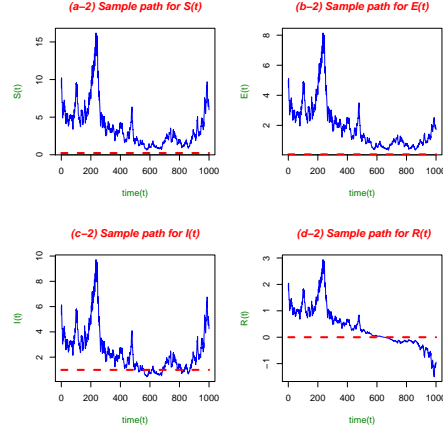 (a−2) Sample path for S(t)
S(t)
15
10
5
0
0 200 400 600 800 1000
time(t)
(b−2) Sample path for E(t)
E(t)
8
6
4
2
0 200 400 600 800 1000
time(t)
(c−2) Sample path for I(t)
I(t)
10
8
6
4
2
0 200 400 600 800 1000
time(t)
(d−2) Sample path for R(t)
R(t)
3
2
1
0
−1
0 200 400 600 800 1000
time(t)